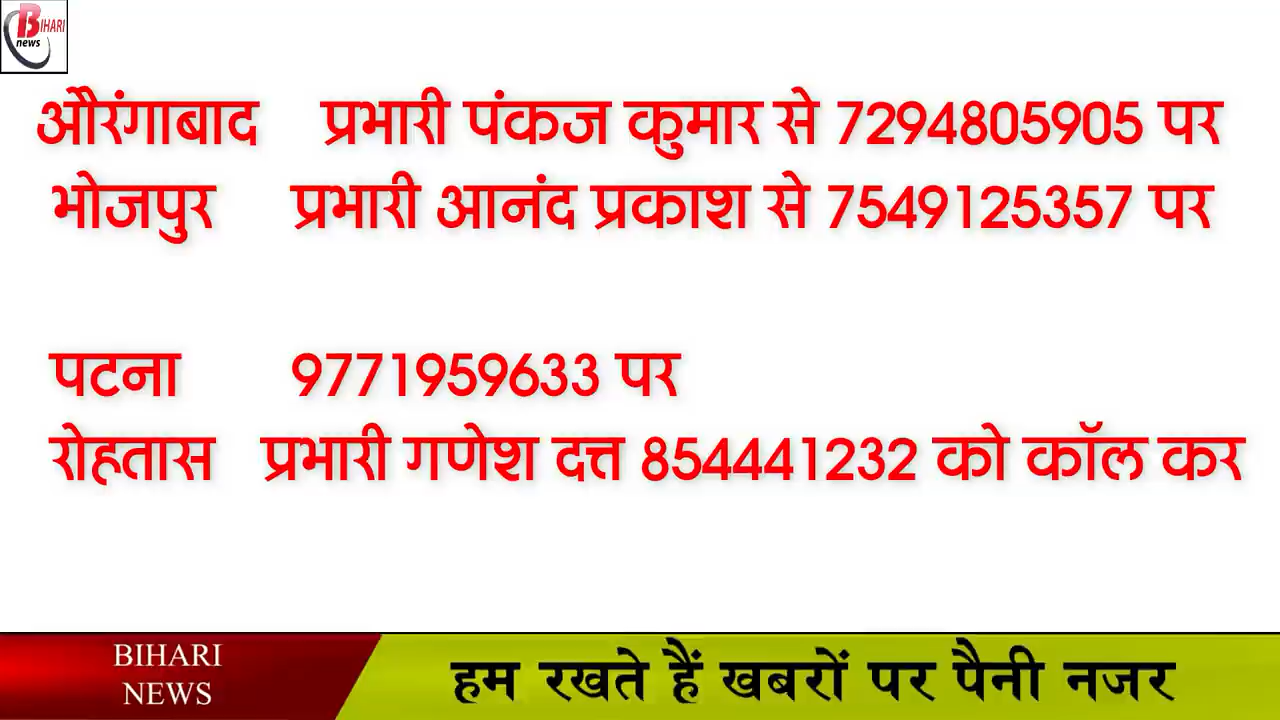 BIHARI
news
औरंगाबाद प्रभारी पंकज कुमार से 7294805905 पर
भोजपुर प्रभारी आनंद प्रकाश से 7549125357 पर
पटना 9771959633 पर
रोहतास प्रभारी गणेश दत्त 854441232 को कॉल कर
BIHARI
NEWS
हम रखते हैं खबरों पर पैनी नजर